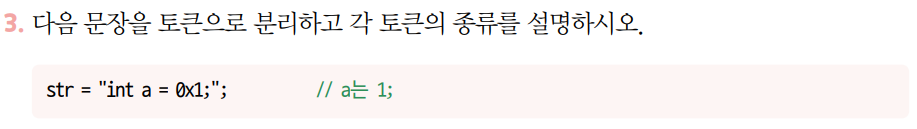 3. 다음 문장을 토큰으로 분리하고 각 토큰의 종류를 설명하시오.
str = "int a = 0x1;"; // a는 1;